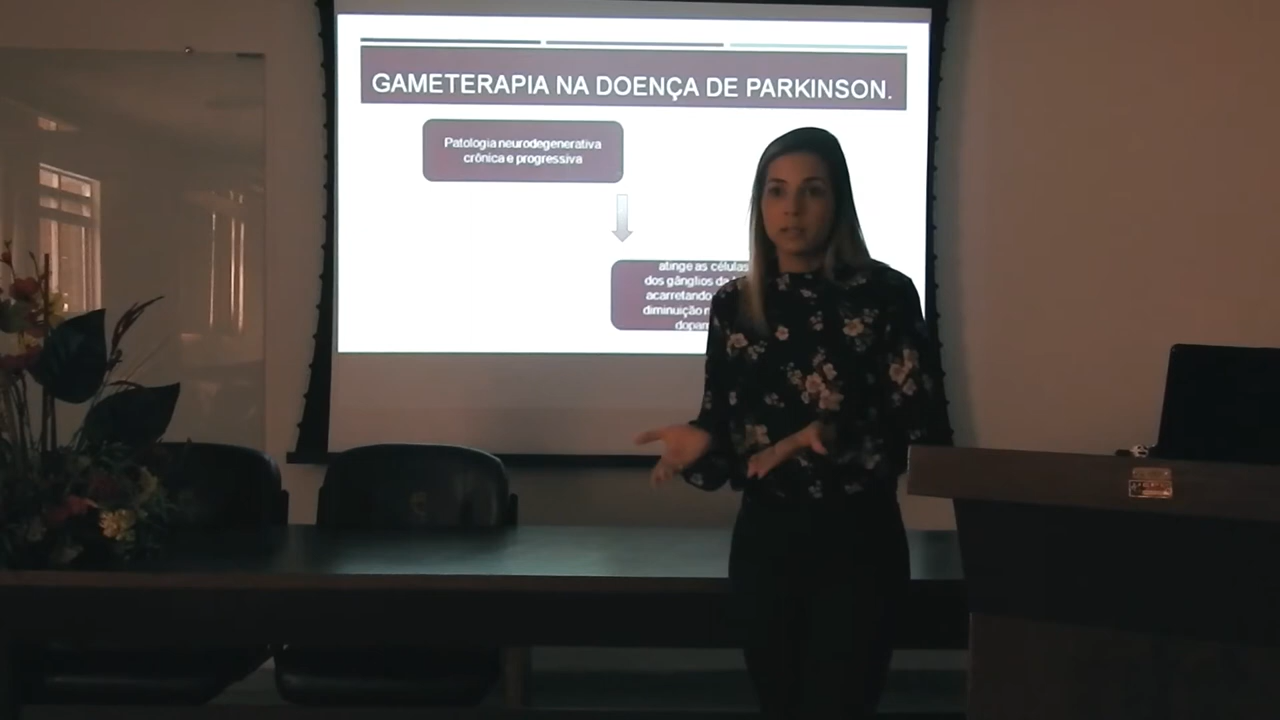 GAMETERAPIA NA DOENÇA DE PARKINSON.
Patologia neurodegenerativa
crônica e progressiva
atinge as células
dos gânglios da
acarretando
diminuição